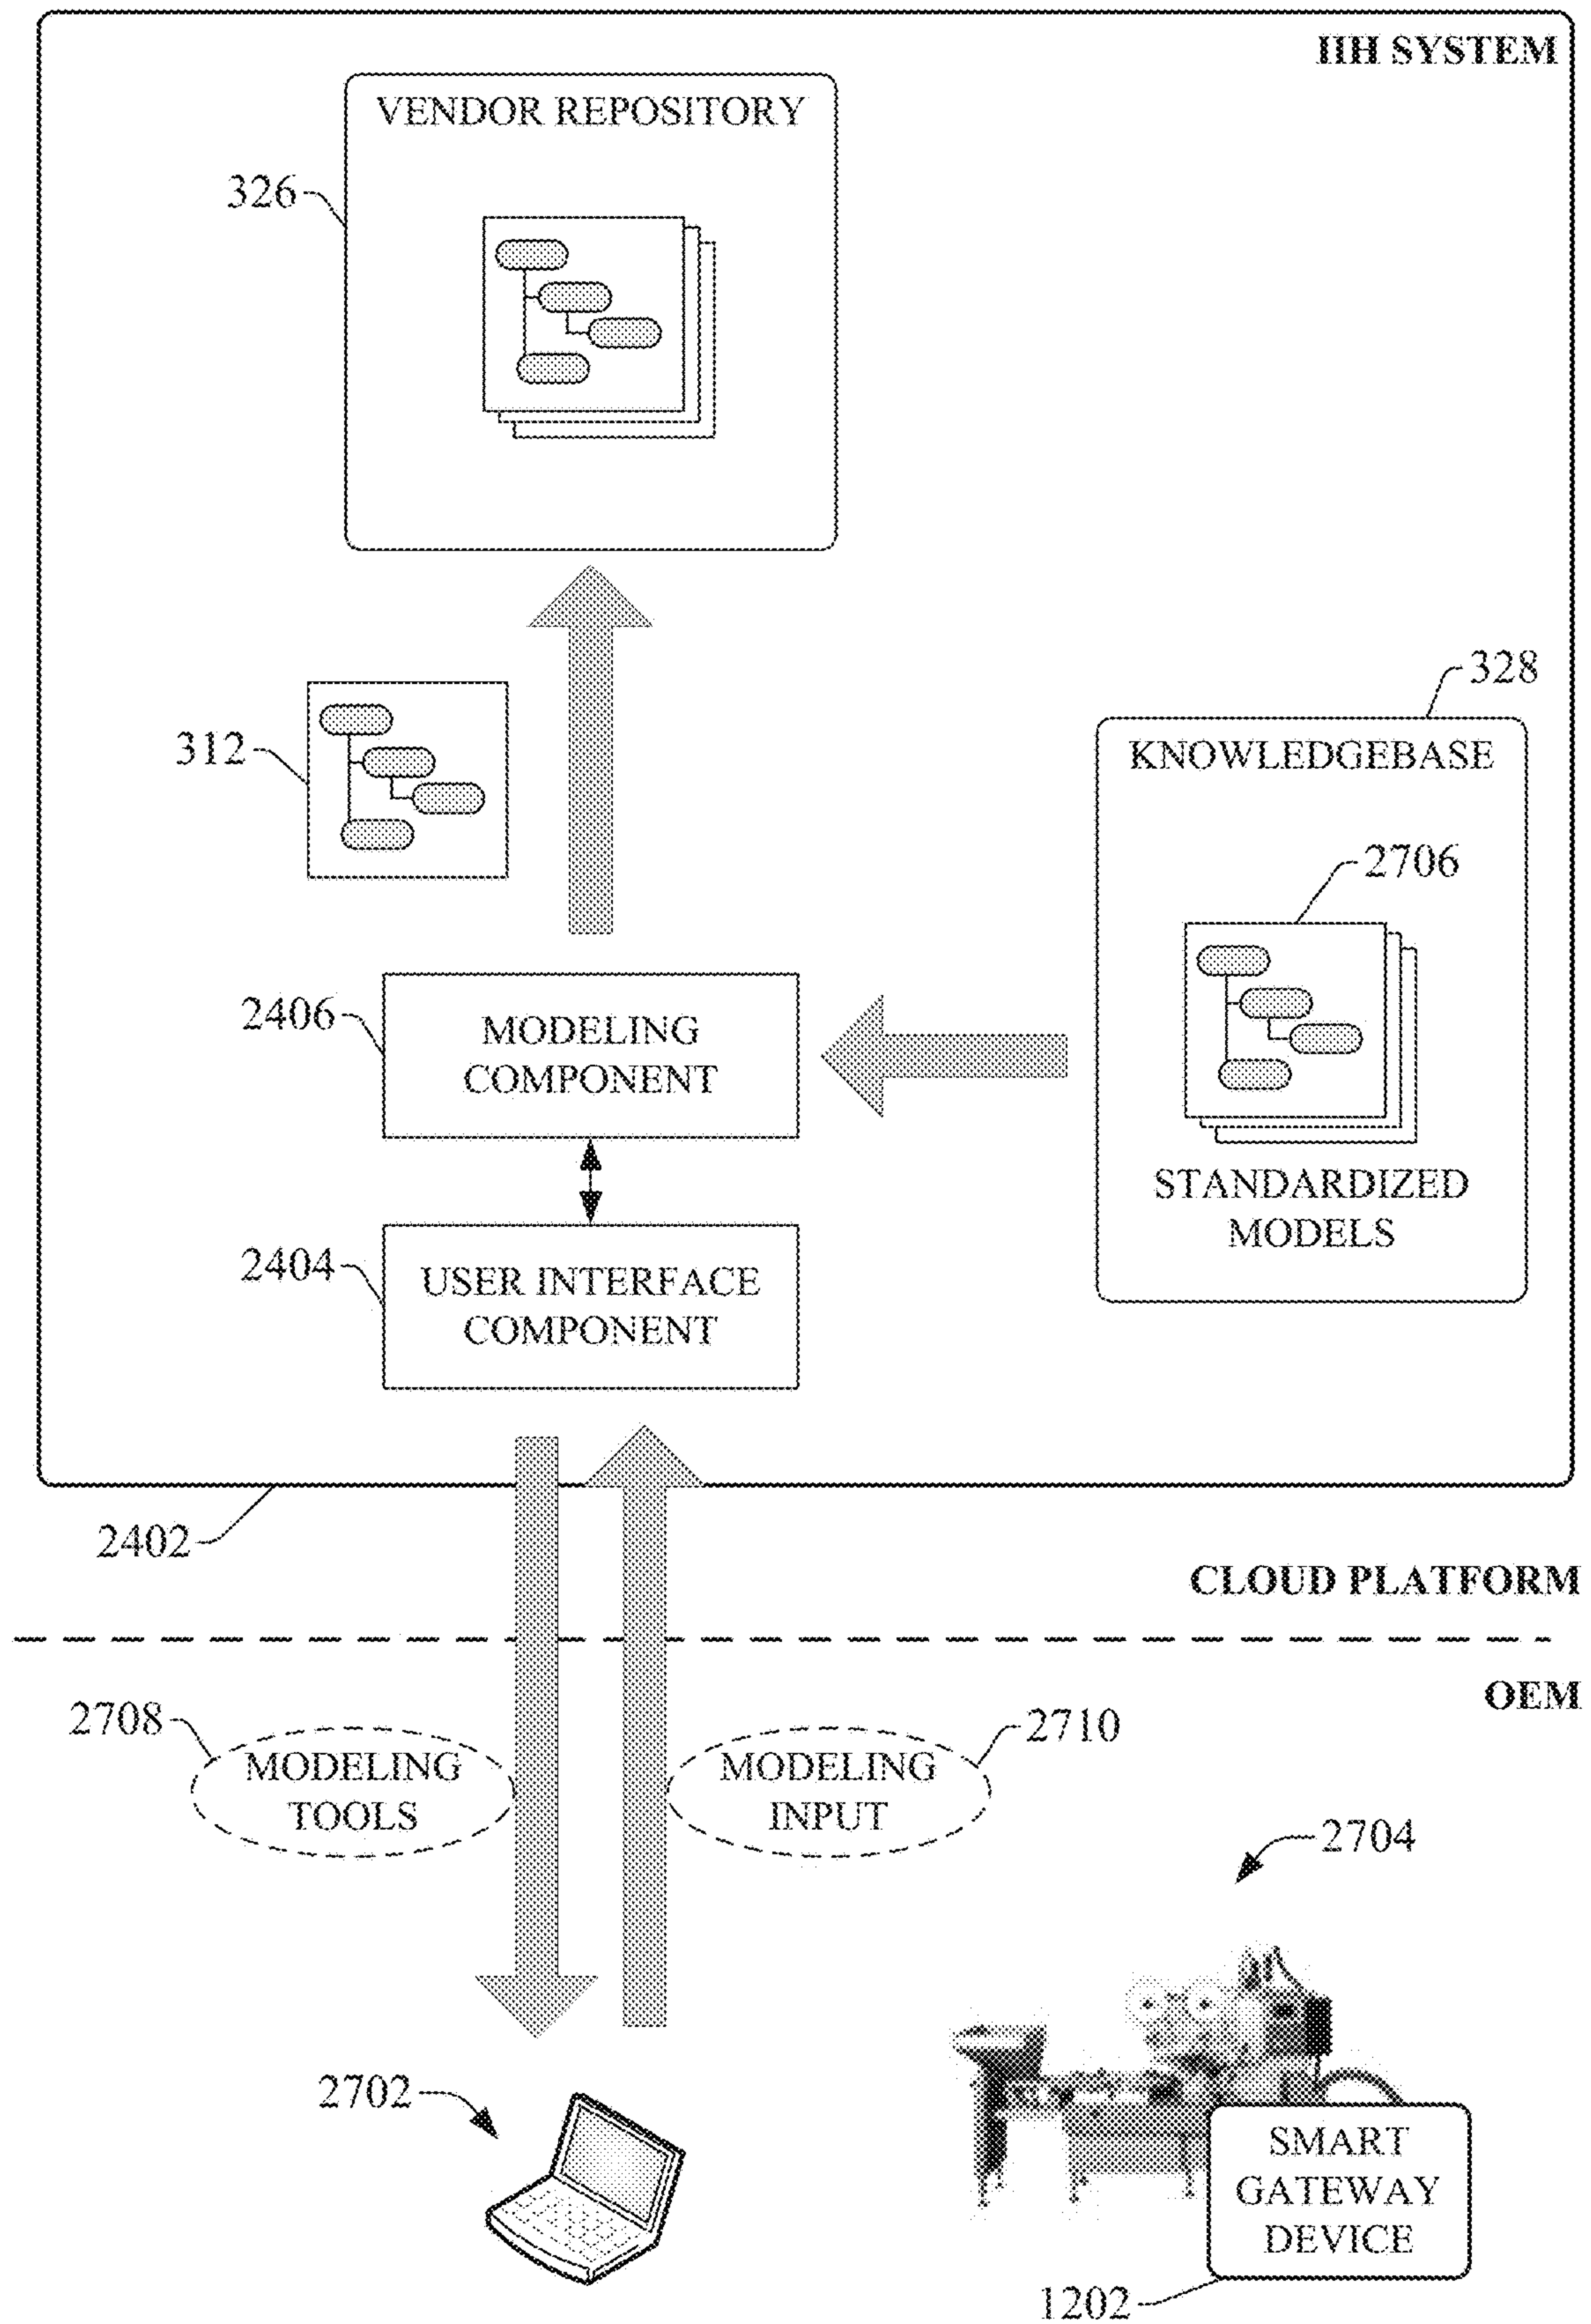 IIH SYSTEM
VENDOR REPOSITORY
326
328
312
KNOWLEDGEBASE
2706
2406
MODELING
COMPONENT
STANDARDIZED
MODELS
2404
USER INTERFACE
COMPONENT
2402
CLOUD PLATFORM
OEM
2708
MODELING
TOOLS
2710
MODELING
INPUT
2704
2702
SMART
GATEWAY
DEVICE
1202